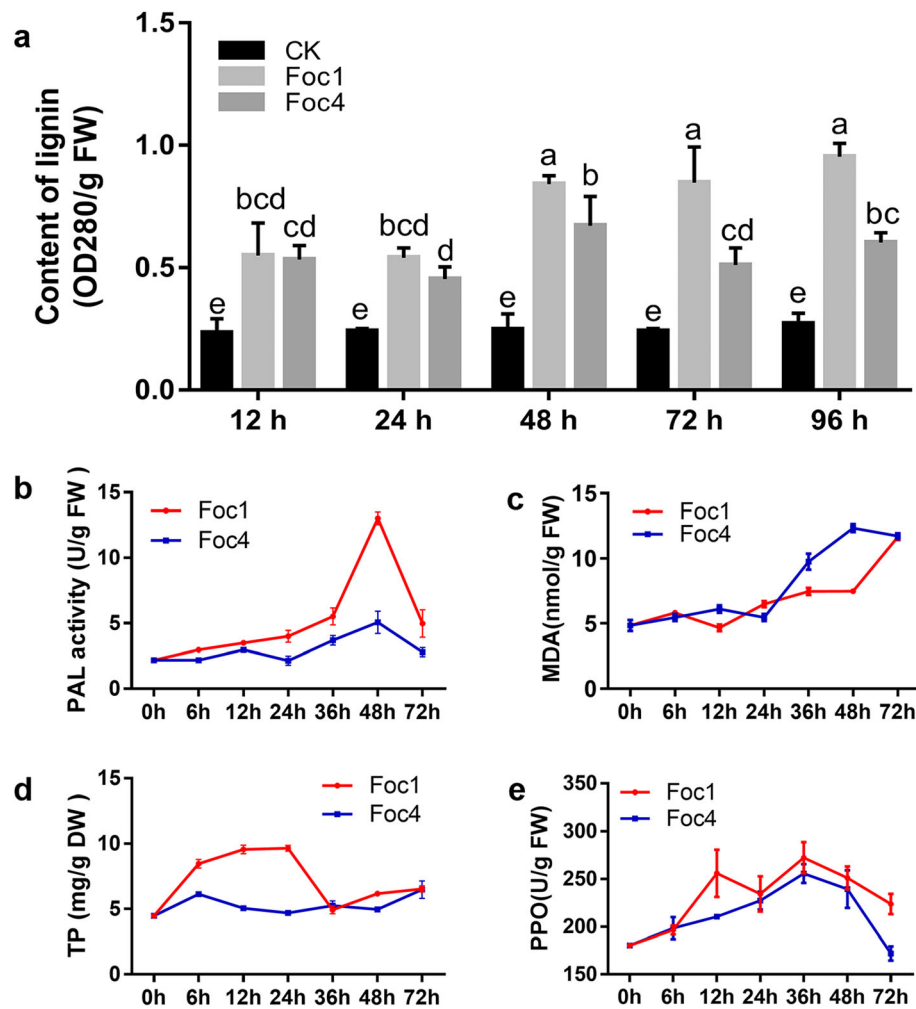 a
Content of lignin
(OD280/g FW)
1.5
1.0
0.5
0.0
CK
Foc1
Foc4
e
bcd
cd
e
bcd
d
e
a
b
e
a
cd
e
a
bc
12 h
24 h
48 h
72 h
96 h
b
PAL activity (U/g FW )
15
10
5
0
Foc1
Foc4
0h 6h 12h 24h 36h 48h 72h
c
MDA(nmol/g FW)
15
10
5
0
Foc1
Foc4
0h 6h 12h 24h 36h 48h 72h
d
TP (mg/g DW )
15
10
5
0
Foc1
Foc4
0h 6h 12h 24h 36h 48h 72h
e
PPO(U/g FW)
350
300
250
200
150
Foc1
Foc4
0h 6h 12h 24h 36h 48h 72h